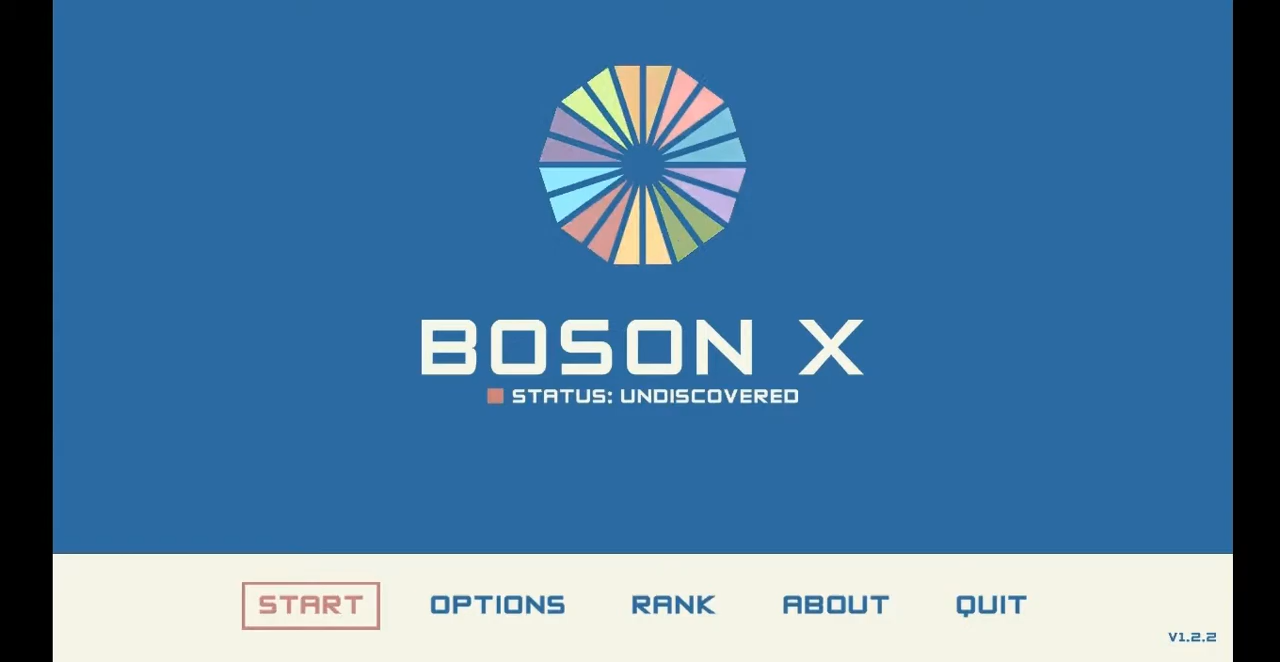 BOSON X
STATUS: UNDISCOVERED
START OPTIONS RANK ABOUT QUIT
V1.2.2